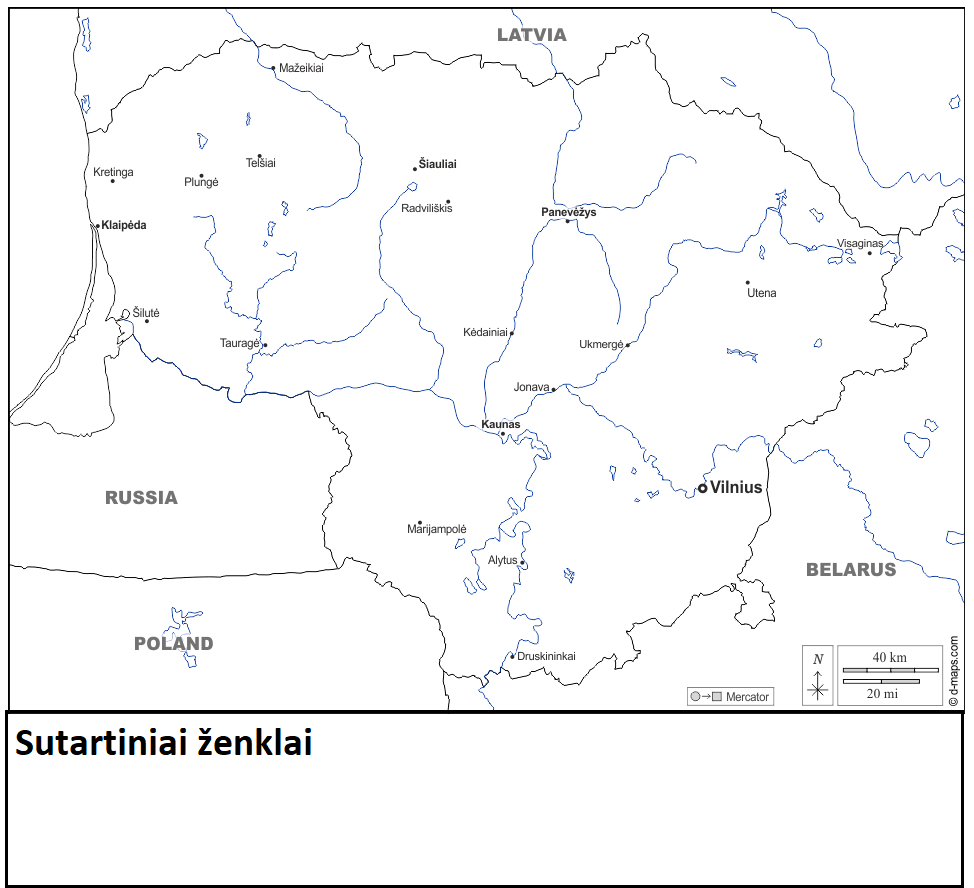 LATVIA
Mažeikiai
Telšiai
Šiauliai
Kretinga
Plungė
Radviliškis
Panevėžys
Klaipėda
Visaginas
Utena
Šilutė
Kėdainiai
Tauragė
Ukmergė
Jonava
Kaunas
Vilnius
RUSSIA
Marijampolė
Alytus
BELARUS
POLAND
Druskininkai
N
40 km
20 mi
Mercator
© d-maps.com
Sutartiniai ženklai